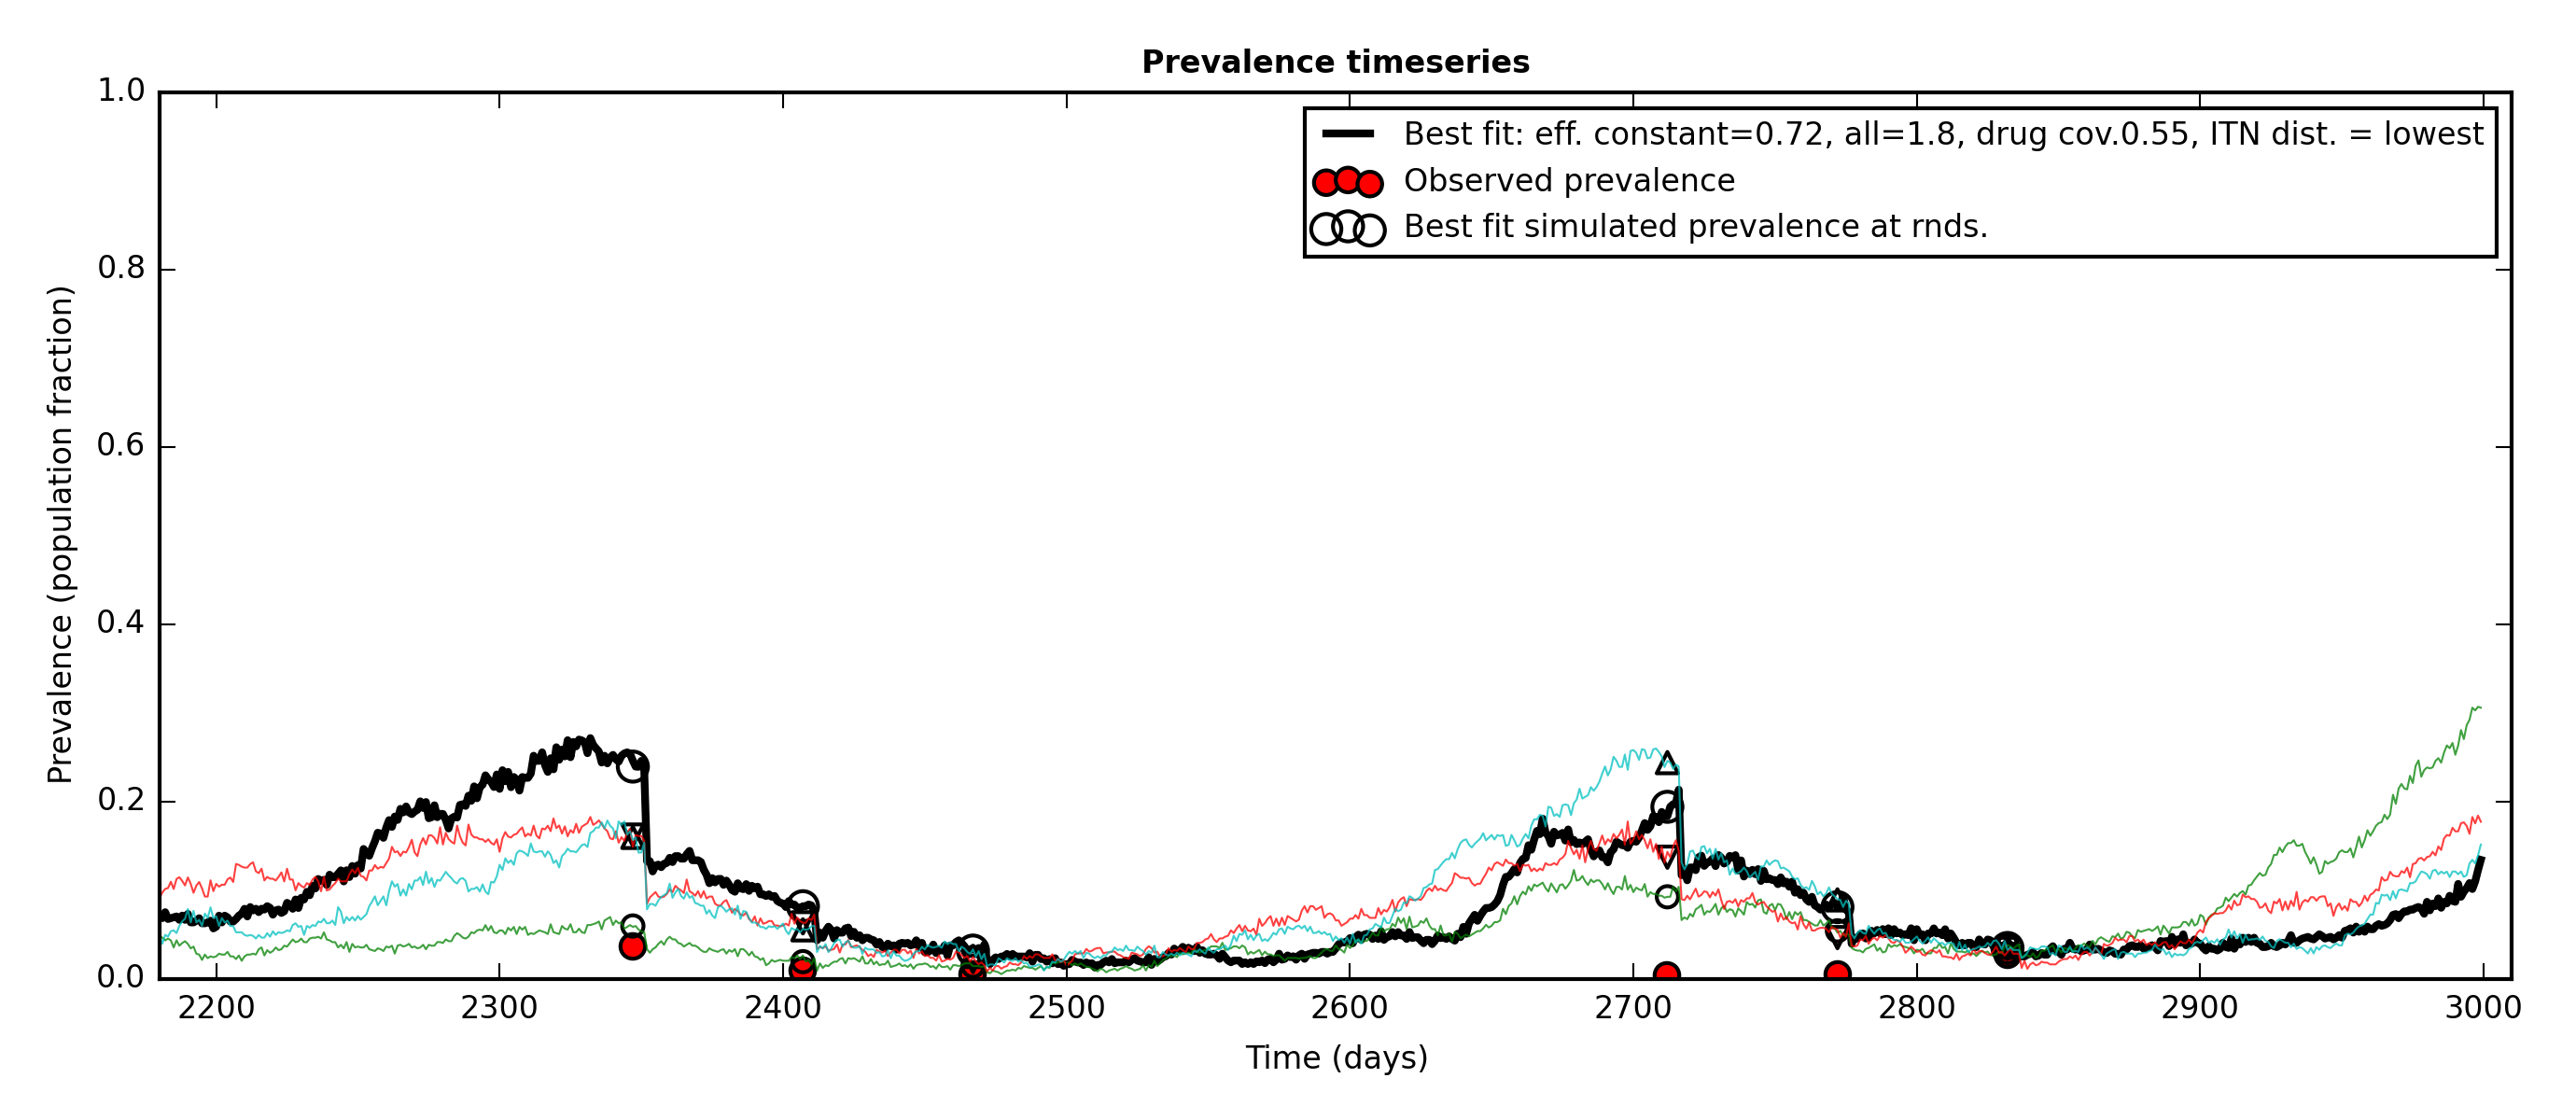 Prevalence timeseries
Best fit: eff. constant=0.72, all=1.8, drug cov.0.55, ITN dist. = lowest
Observed prevalence
Best fit simulated prevalence at rnds.
Prevalence (population fraction)
1.0
0.8
0.6
0.4
0.2
0.0
2200 2300 2400 2500 2600 2700 2800 2900 3000
Time (days)